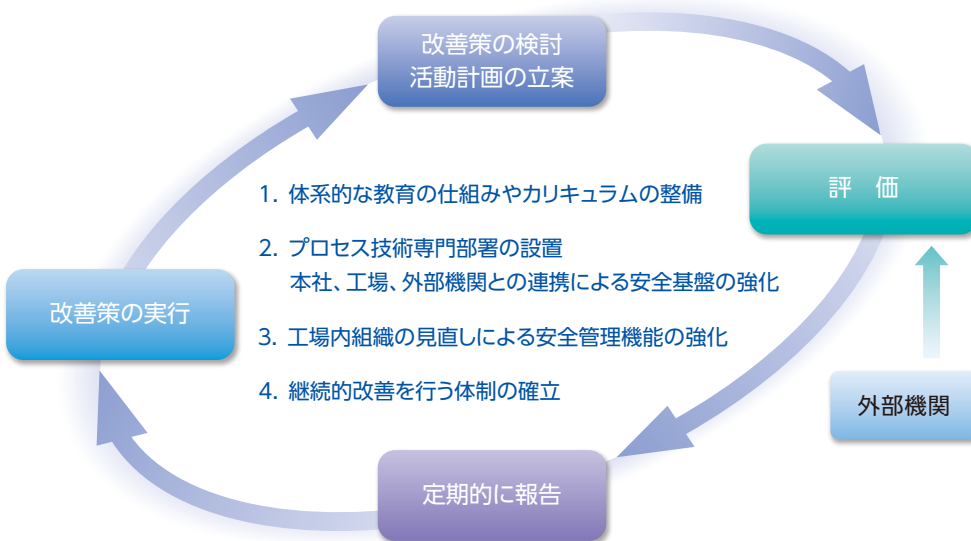 改善策の検討
活動計画の立案
評　価
1. 体系的な教育の仕組みやカリキュラムの整備
2. プロセス技術専門部署の設置
本社、工場、外部機関との連携による安全基盤の強化
改善策の実行
3. 工場内組織の見直しによる安全管理機能の強化
4. 継続的改善を行う体制の確立
外部機関
定期的に報告